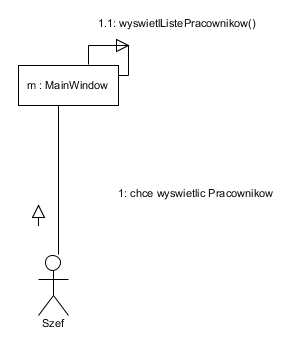 1.1: wyswietlListePracownikow()
m : MainWindow
1: chce wyswietlic Pracownikow
Szef